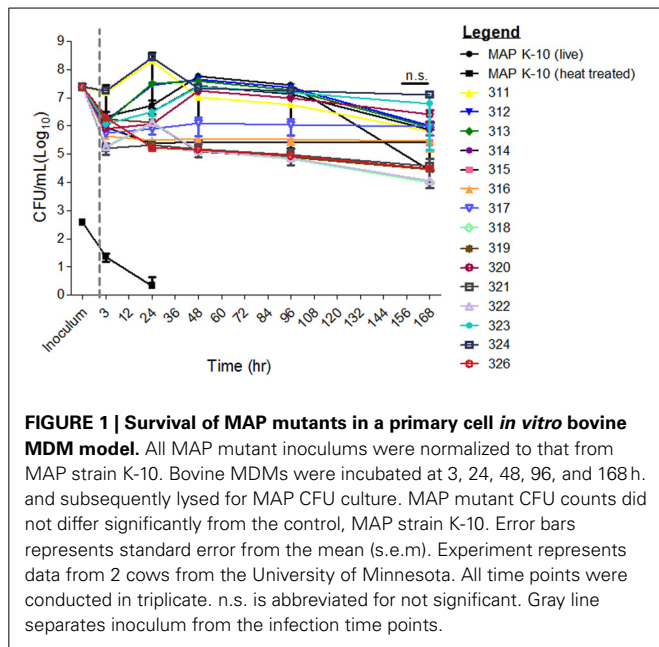 Legend
MAP K-10 (live)
MAP K-10 (heat treated)
311
312
313
314
315
316
317
318
319
320
321
322
323
324
326
n.s.
CFU/mL(Log10)
9
8
7
6
5
4
3
2
1
0
Inoculum 3 12 24 36 48 60 72 84 96 108 120 132 144 156 168
Time (hr)
FIGURE 1 | Survival of MAP mutants in a primary cell in vitro bovine
MDM model. All MAP mutant inoculums were normalized to that from
MAP strain K-10. Bovine MDMs were incubated at 3, 24, 48, 96, and 168 h.
and subsequently lysed for MAP CFU culture. MAP mutant CFU counts did
not differ significantly from the control, MAP strain K-10. Error bars
represents standard error from the mean (s.e.m). Experiment represents
data from 2 cows from the University of Minnesota. All time points were
conducted in triplicate. n.s. is abbreviated for not significant. Gray line
separates inoculum from the infection time points.